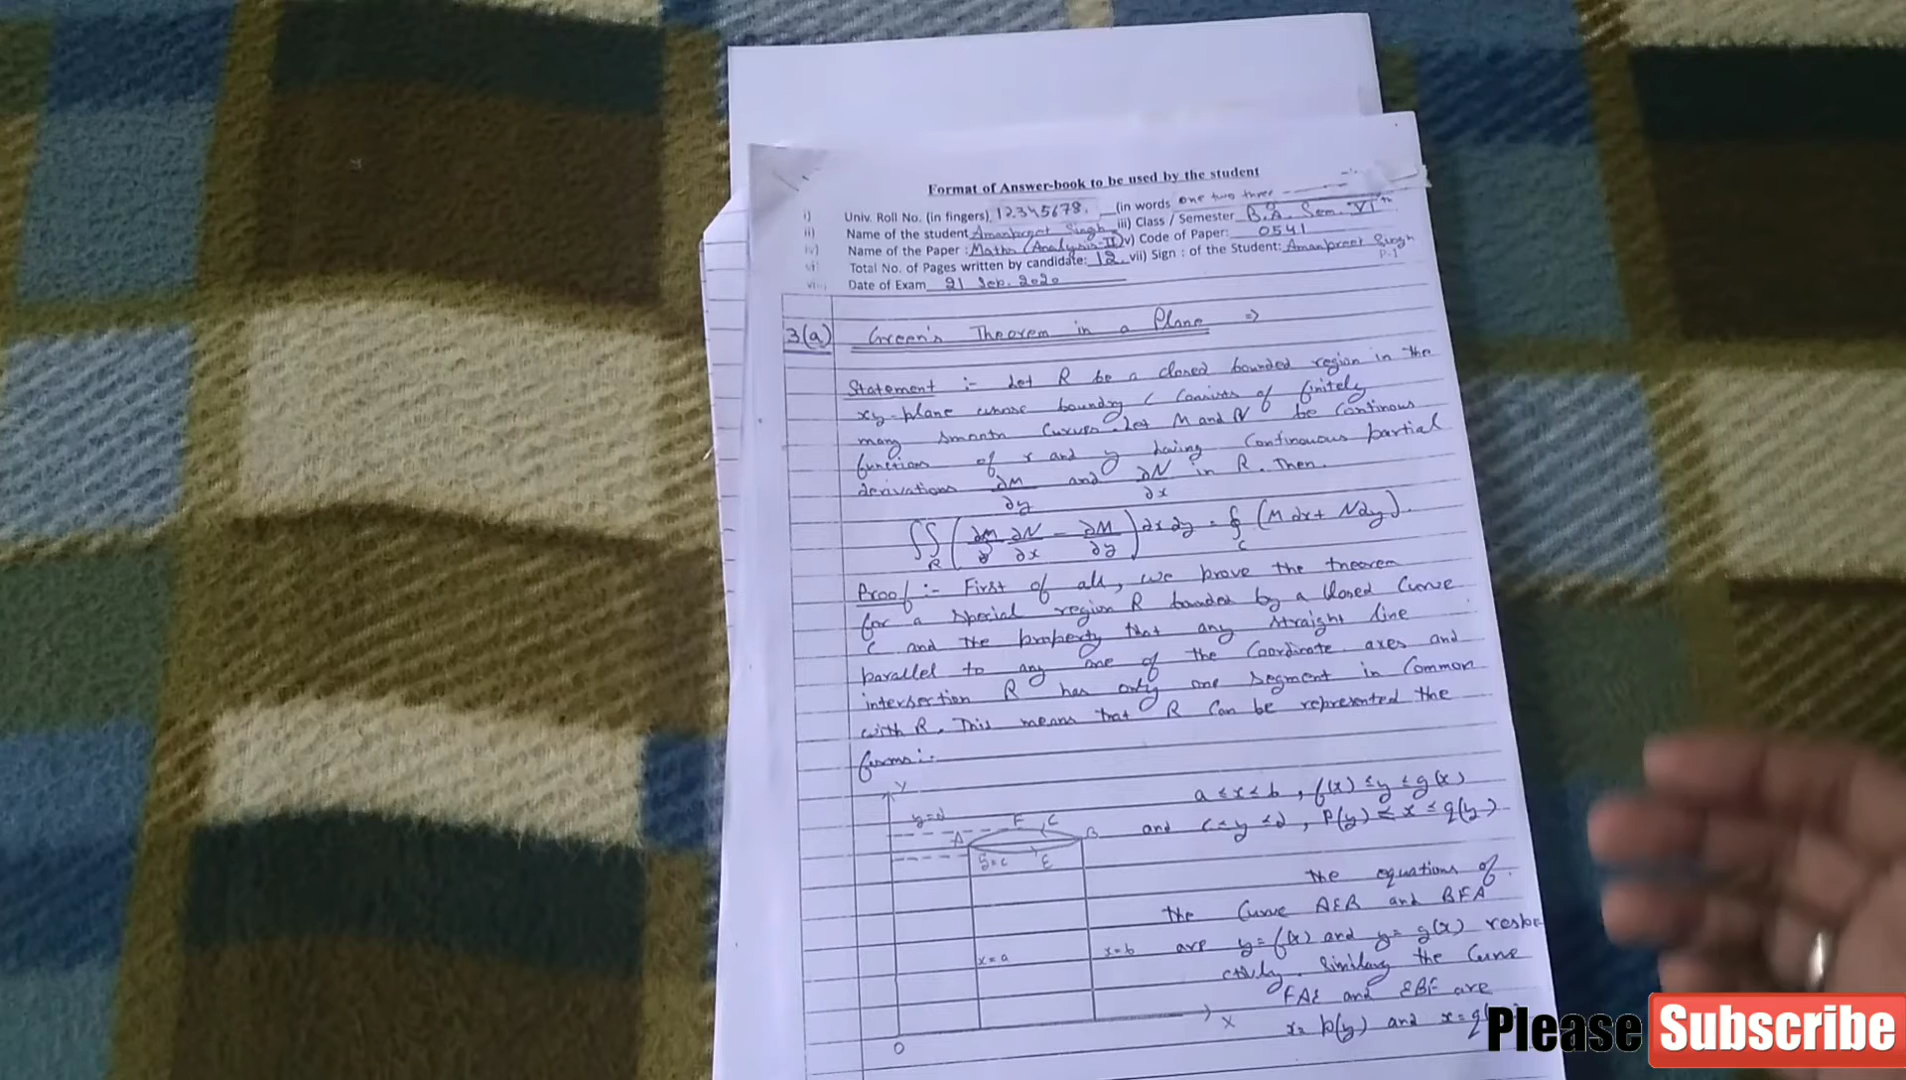 Format of Answer-book to be used by the student
i) Univ. Roll No. (in fingers) 12345678. (in words one two three
ii) Name of the student Amanpreet Singh iii) Class / Semester B.A. Sem. VIth
iv) Name of the Paper : Maths (Analysis-II) v) Code of Paper: 0541
vi) Total No. of Pages written by candidate: 12 vii) Sign : of the Student: Amanpreet Singh
Date of Exam 21 Sep. 2020
P-1
3(a) Green's Theorem in a Plane ⇒
Statement :- Let R be a closed bounded region in the
xy-plane whose boundry C consists of finitely
many smooth curves. Let M and N be continous
functions of x and y having continuous partial
derivations ∂M/∂y and ∂N/∂x in R. Then.
∬R (∂N/∂x - ∂M/∂y) dx dy = ∮C (M dx + N dy).
Proof :- First of all, we prove the theorem
for a special region R bounded by a closed curve
C and the property that any straight line
parallel to any one of the coordinate axes and
intersection R has only one segment in common
with R. This means that R can be represented the
forms :-
a ≤ x ≤ b, f(x) ≤ y ≤ g(x)
and c ≤ y ≤ d, P(y) ≤ x ≤ q(y)
Y
y=d
F C
A B
y=c E
x=a
x=b
X
O
the equations of
the curve AEB and BFA
are y=f(x) and y=g(x) respe
ctively. Similary the curve
FAE and EBF are
x=p(y) and x=q(
Please Subscribe